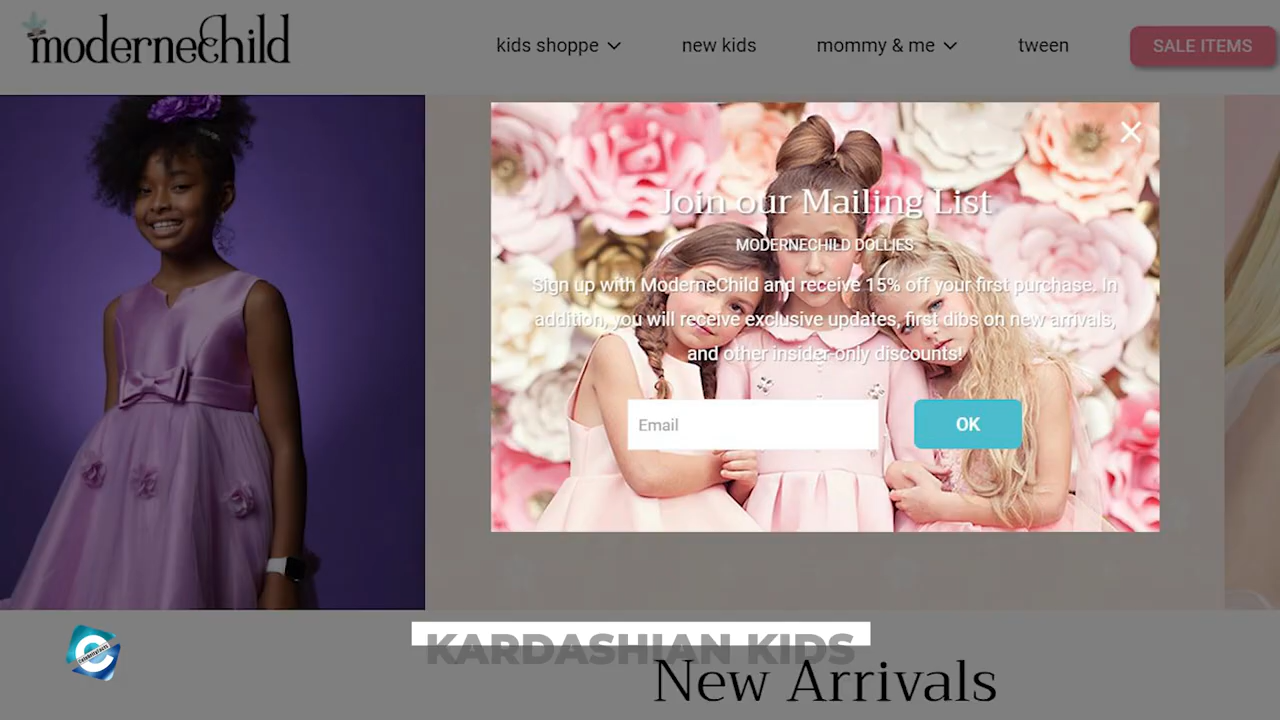 moderneChild
kids shoppe
new kids
mommy & me
tween
SALE ITEMS
Join our Mailing List
MODERNECHILD DOLLIES
Sign up with ModerneChild and receive 15% off your first purchase. In
addition, you will receive exclusive updates, first dibs on new arrivals,
and other insider-only discounts!
Email
OK
KARDASHIAN KIDS
New Arrivals